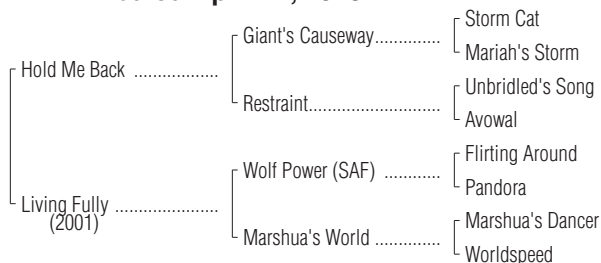 Storm Cat
Giant's Causeway..............
Mariah's Storm
Hold Me Back ..................
Unbridled's Song
Restraint............................
Avowal
Flirting Around
Wolf Power (SAF) ............
Pandora
Living Fully ......................
(2001)
Marshua's Dancer
Marshua's World .............
Worldspeed